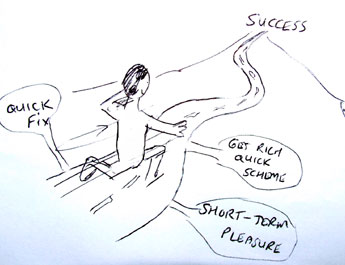 SUCCESS
QUICK
FIX
GET RICH
QUICK
SCHEME
SHORT-TERM
PLEASURE